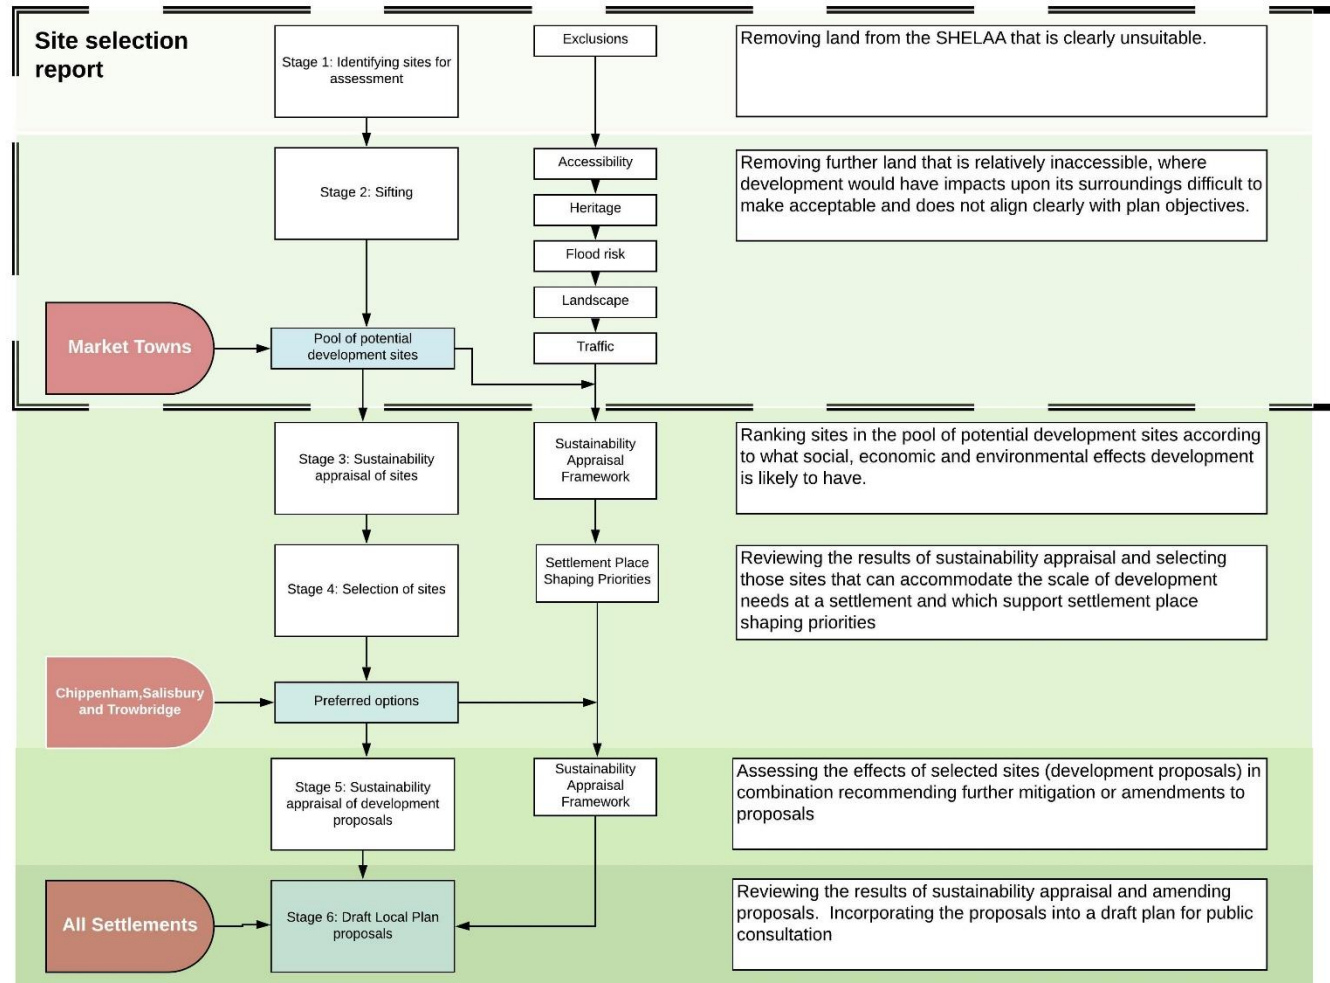 Site selection
report
Stage 1: Identifying sites for
assessment
Exclusions
Removing land from the SHELAA that is clearly unsuitable.
Stage 2: Sifting
Accessibility
Heritage
Flood risk
Landscape
Traffic
Removing further land that is relatively inaccessible, where
development would have impacts upon its surroundings difficult to
make acceptable and does not align clearly with plan objectives.
Market Towns
Pool of potential
development sites
Stage 3: Sustainability
appraisal of sites
Sustainability
Appraisal
Framework
Ranking sites in the pool of potential development sites according
to what social, economic and environmental effects development
is likely to have.
Stage 4: Selection of sites
Settlement Place
Shaping Priorities
Reviewing the results of sustainability appraisal and selecting
those sites that can accommodate the scale of development
needs at a settlement and which support settlement place
shaping priorities
Chippenham,Salisbury
and Trowbridge
Preferred options
Stage 5: Sustainability
appraisal of development
proposals
Sustainability
Appraisal
Framework
Assessing the effects of selected sites (development proposals) in
combination recommending further mitigation or amendments to
proposals
All Settlements
Stage 6: Draft Local Plan
proposals
Reviewing the results of sustainability appraisal and amending
proposals.  Incorporating the proposals into a draft plan for public
consultation